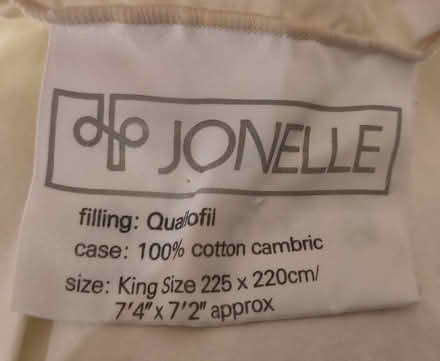 JONELLE
filling: Quallofil
case: 100% cotton cambric
size: King Size 225 x 220cm/
7'4" x 7'2" approx